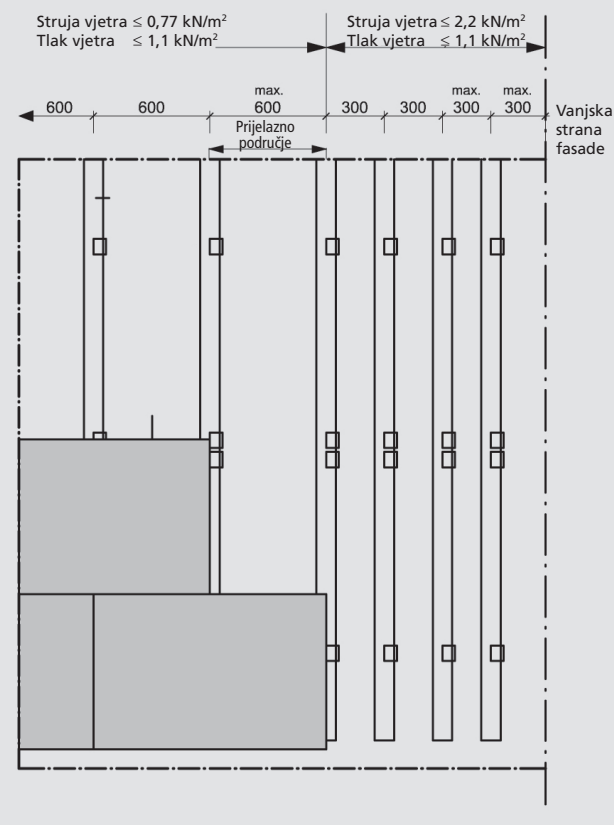 Struja vjetra ≤ 0,77 kN/m²
Tlak vjetra ≤ 1,1 kN/m²
Struja vjetra ≤ 2,2 kN/m²
Tlak vjetra ≤ 1,1 kN/m²
max. max. max.
600 600 600 300 300 300 300
Prijelazno
područje
Vanjska
strana
fasade